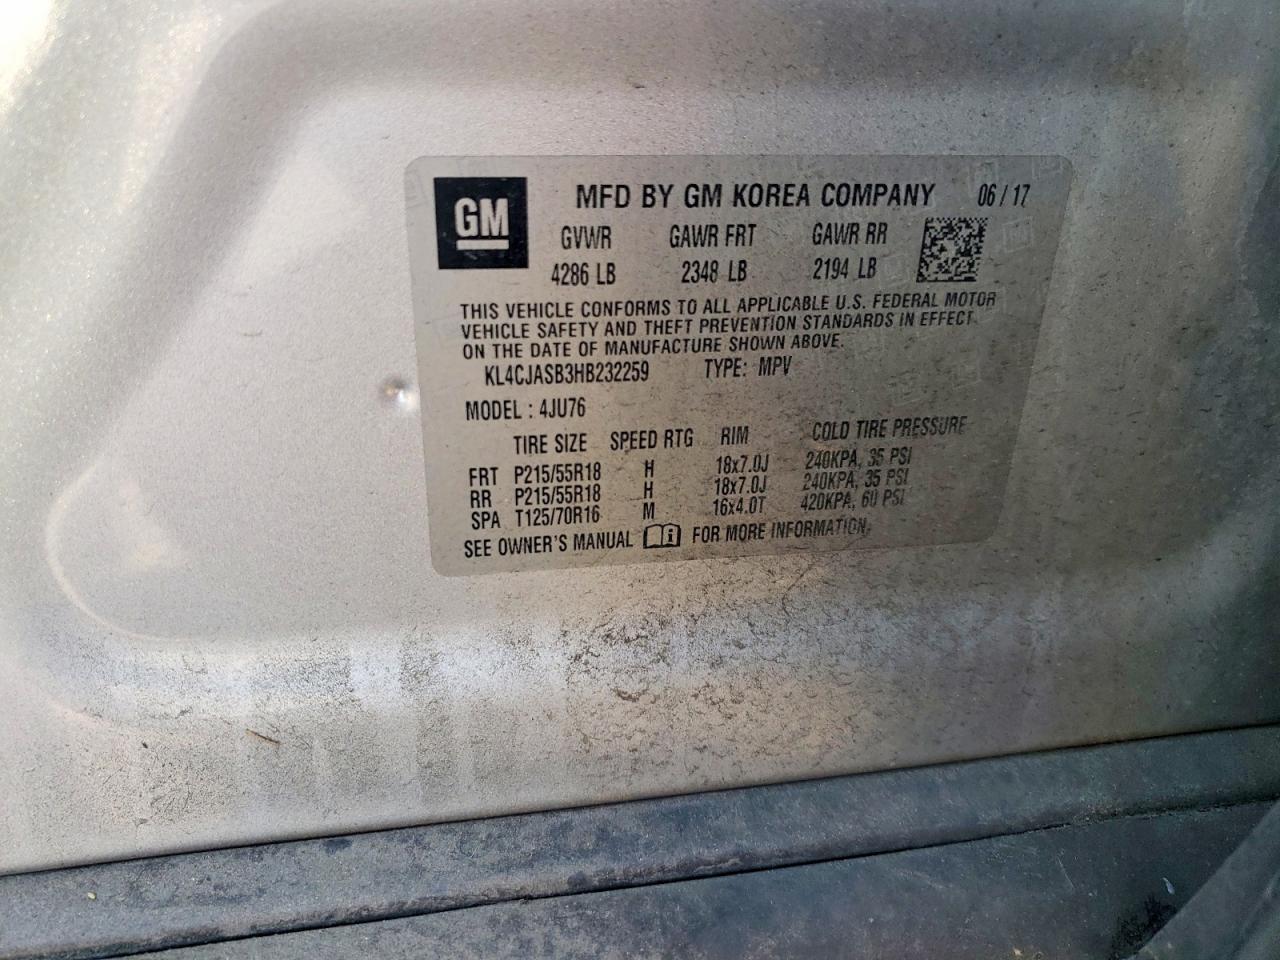 GM
MFD BY GM KOREA COMPANY 06/17
GVWR GAWR FRT GAWR RR
4286 LB 2348 LB 2194 LB
THIS VEHICLE CONFORMS TO ALL APPLICABLE U.S. FEDERAL MOTOR
VEHICLE SAFETY AND THEFT PREVENTION STANDARDS IN EFFECT
ON THE DATE OF MANUFACTURE SHOWN ABOVE.
KL4CJASB3HB232259 TYPE: MPV
MODEL : 4JU76
TIRE SIZE SPEED RTG RIM COLD TIRE PRESSURE
FRT P215/55R18 H 18x7.0J 240KPA, 35 PSI
RR P215/55R18 H 18x7.0J 240KPA, 35 PSI
SPA T125/70R16 M 16x4.0T 420KPA, 60 PSI
SEE OWNER'S MANUAL FOR MORE INFORMATION.